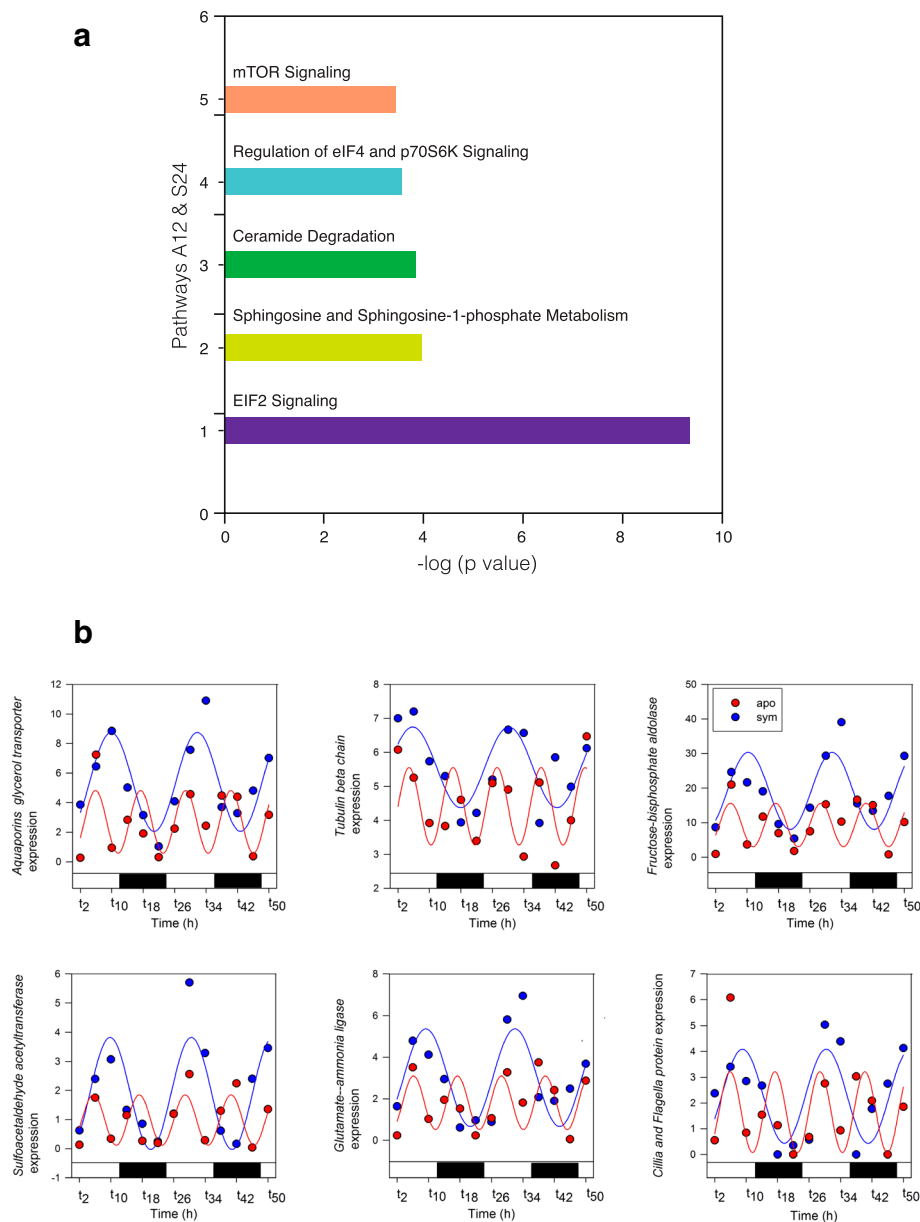 a
6
5
4
3
2
1
0
Pathways A12 & S24
mTOR Signaling
Regulation of eIF4 and p70S6K Signaling
Ceramide Degradation
Sphingosine and Sphingosine-1-phosphate Metabolism
EIF2 Signaling
0 2 4 6 8 10
-log (p value)
b
Aquaporins glycerol transporter
expression
12
10
8
6
4
2
0
t2 t10 t18 t26 t34 t42 t50
Time (h)
Tubulin beta chain
expression
8
7
6
5
4
3
2
t2 t10 t18 t26 t34 t42 t50
Time (h)
Fructose-bisphosphate aldolase
expression
50
40
30
20
10
0
apo
sym
t2 t10 t18 t26 t34 t42 t50
Time (h)
Sulfoacetaldehyde acetyltransferase
expression
6
5
4
3
2
1
0
-1
t2 t10 t18 t26 t34 t42 t50
Time (h)
Glutamate--ammonia ligase
expression
8
6
4
2
0
t2 t10 t18 t26 t34 t42 t50
Time (h)
Cillia and Flagella protein expression
7
6
5
4
3
2
1
0
t2 t10 t18 t26 t34 t42 t50
Time (h)